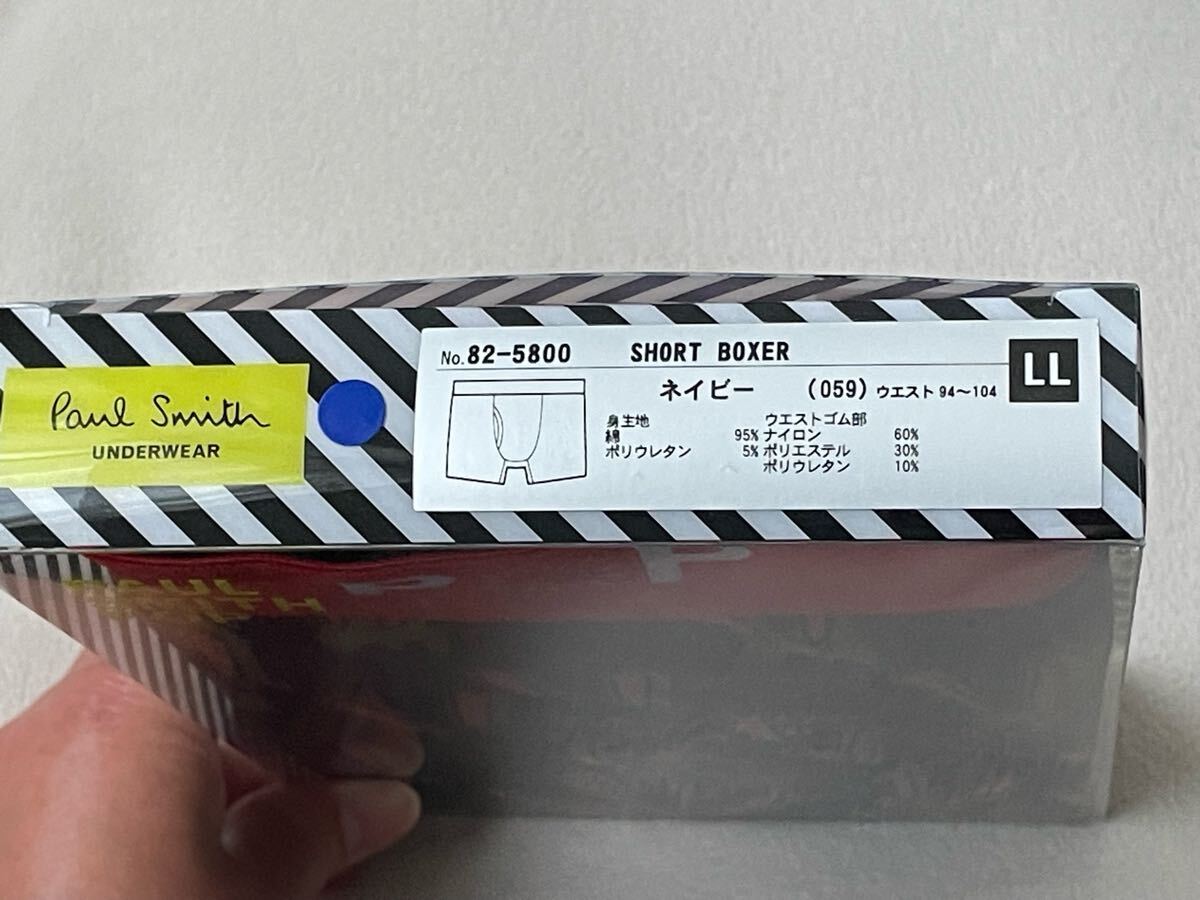 Paul Smith
UNDERWEAR
No. 82-5800 SHORT BOXER
ネイビー (059) ウエスト 94～104
LL
身生地 ウエストゴム部
綿 95% ナイロン 60%
ポリウレタン 5% ポリエステル 30%
ポリウレタン 10%
PAUL
P